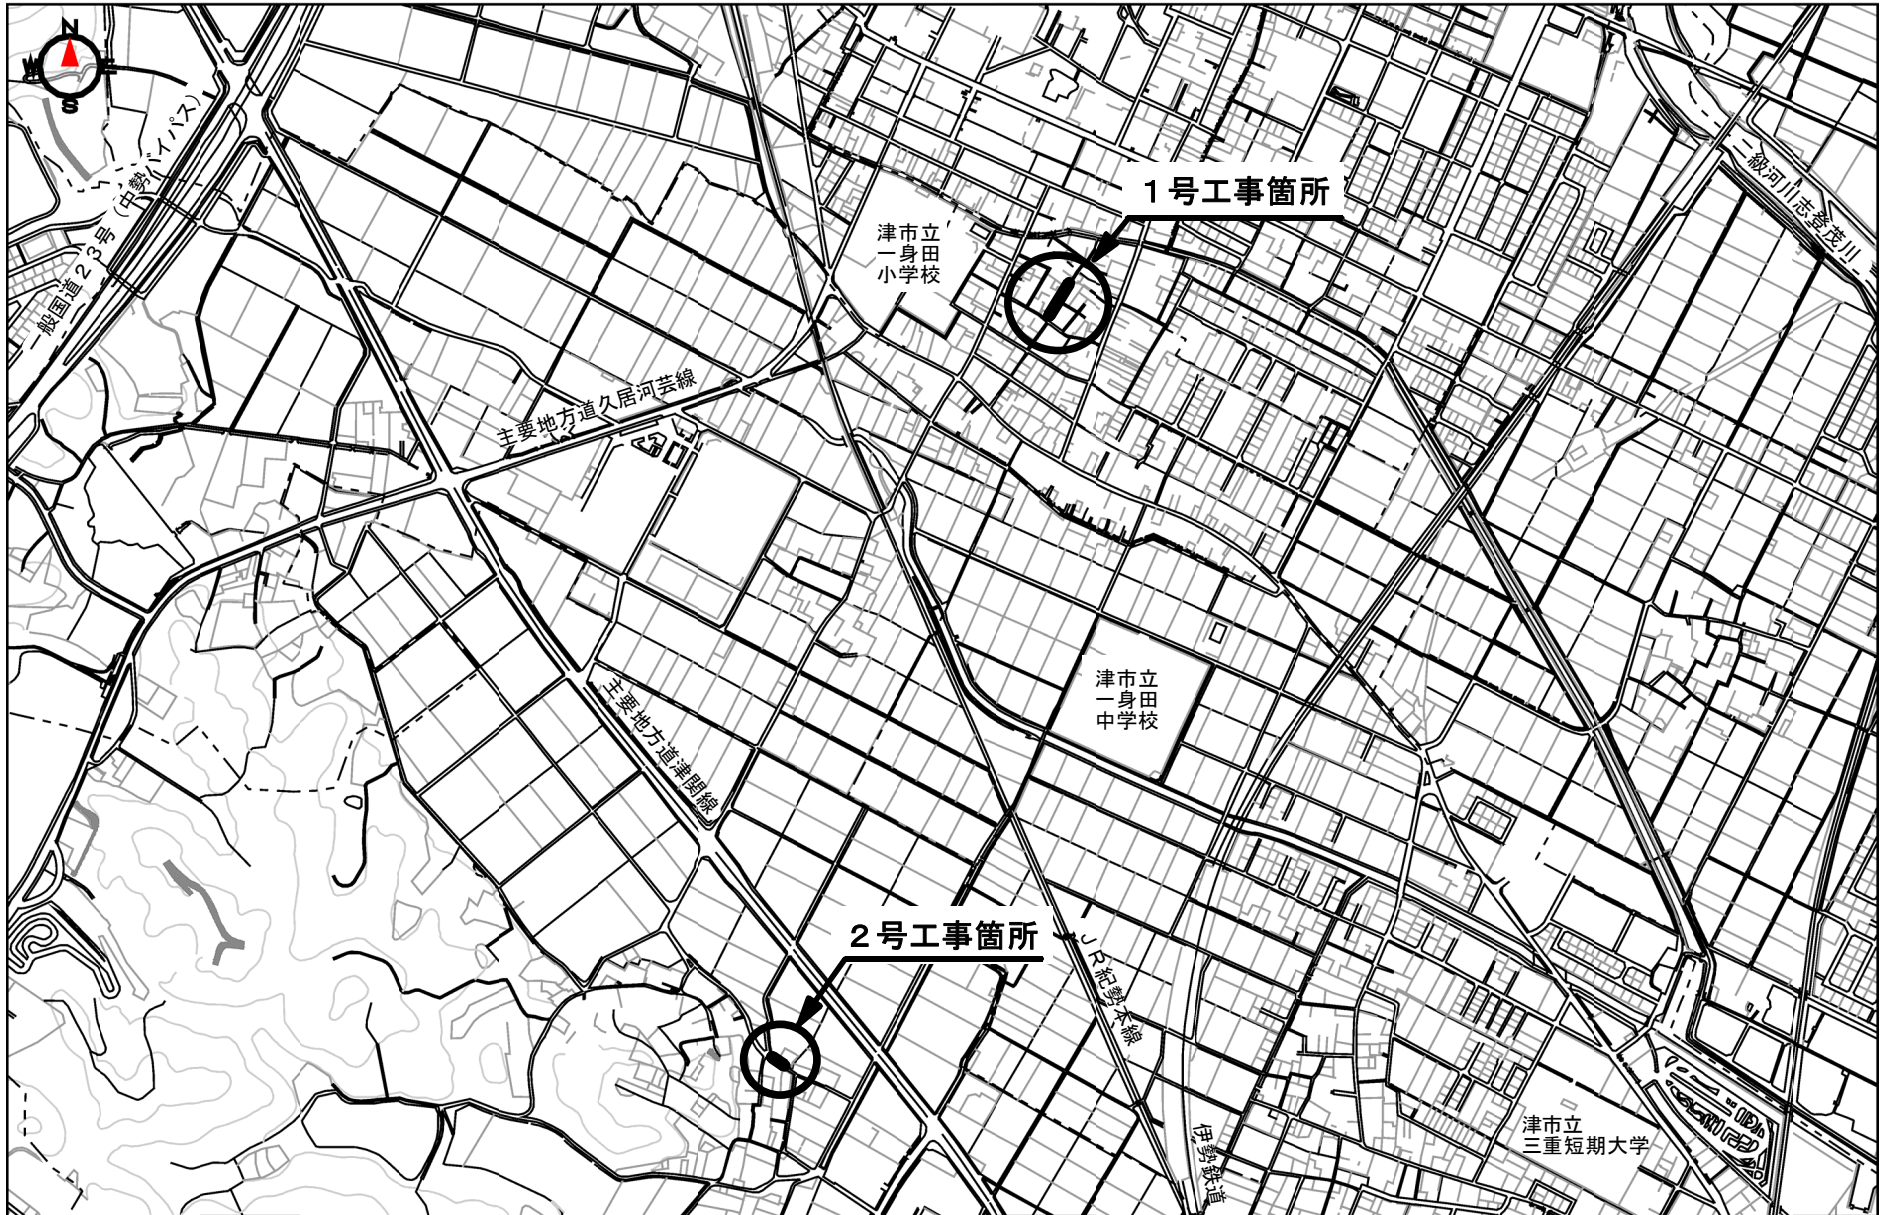 N
W
E
S
一般国道23号（中勢バイパス）
1号工事箇所
二級河川志登茂川
津市立
一身田
小学校
主要地方道久居河芸線
津市立
一身田
中学校
主要地方道津関線
2号工事箇所
JR紀勢本線
伊勢鉄道
津市立
三重短期大学